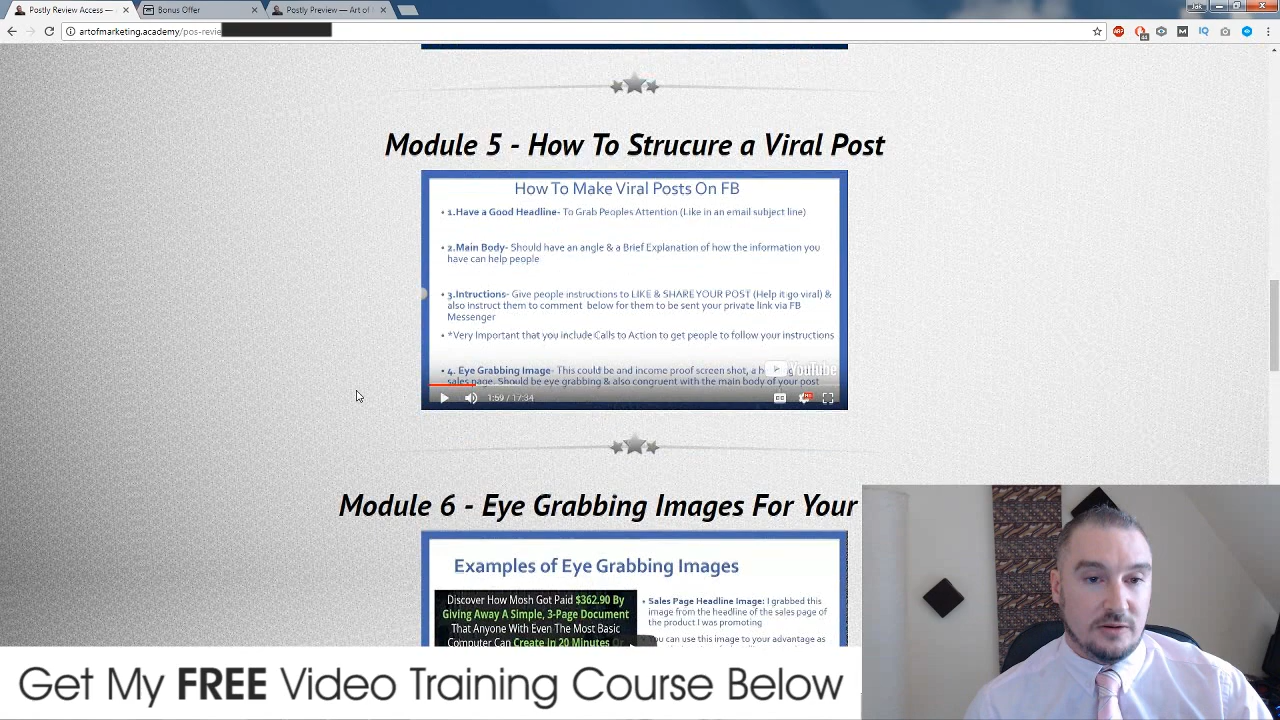 Postly Review Access —
Bonus Offer
Postly Preview — Art of
Jak
artofmarketing.academy/pos-revie
Module 5 - How To Strucure a Viral Post
How To Make Viral Posts On FB
• 1.Have a Good Headline- To Grab Peoples Attention (Like in an email subject line)
• 2.Main Body- Should have an angle & a Brief Explanation of how the information you
have can help people
• 3.Intructions- Give people instructions to LIKE & SHARE YOUR POST (Help it go viral) &
also instruct them to comment below for them to be sent your private link via FB
Messenger
• *Very Important that you include Calls to Action to get people to follow your instructions
• 4. Eye Grabbing Image- This could be and income proof screen shot, a
sales page. Should be eye grabbing & also congruent with the main body of your post
YouTube
1:59 / 17:34
Module 6 - Eye Grabbing Images For Your
Examples of Eye Grabbing Images
Discover How Mosh Got Paid $362.90 By
Giving Away A Simple, 3-Page Document
That Anyone With Even The Most Basic
Computer Can Create in 20 Minutes
• Sales Page Headline Image: I grabbed this
image from the headline of the sales page of
the product I was promoting
You can use this image to your advantage as
Get My FREE Video Training Course Below